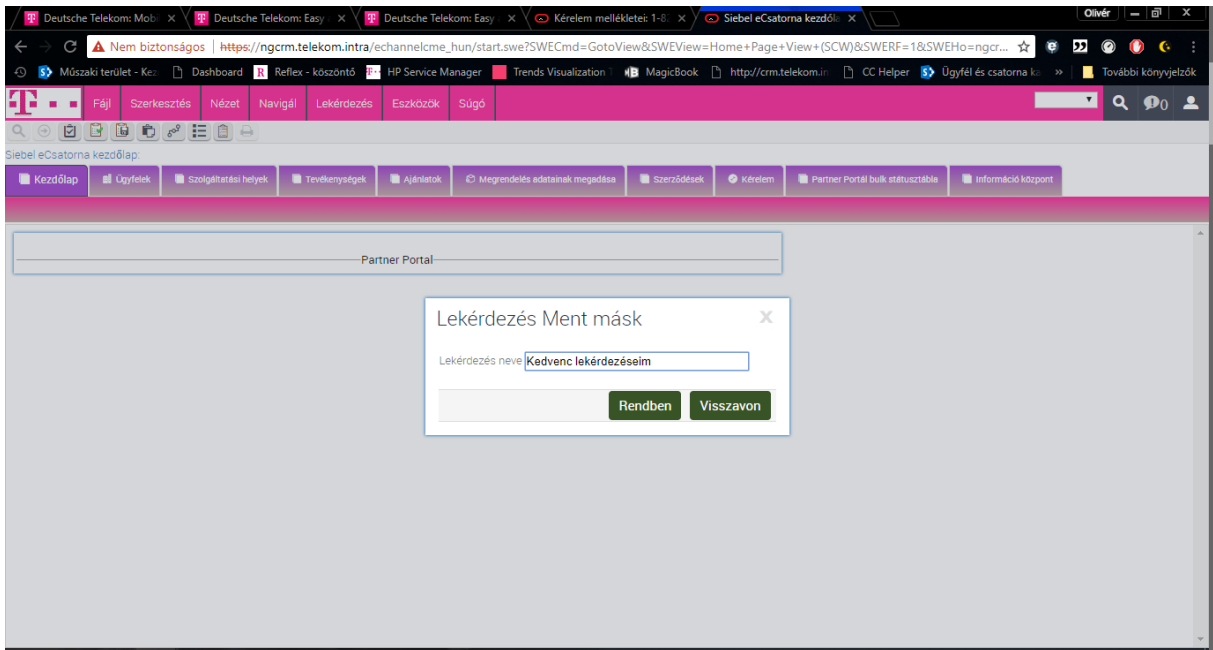 Deutsche Telekom: Mobi
Deutsche Telekom: Easy
Deutsche Telekom: Easy
Kérelem mellékletei: 1-8
Siebel eCsatorna kezdől
Olivér
Nem biztonságos | https://ngcrm.telekom.intra/echannelcme_hun/start.swe?SWECmd=GotoView&SWEView=Home+Page+View+(SCW)&SWERF=1&SWEHo=ngcr...
Műszaki terület - Kez
Dashboard
R Reflex - köszöntő
HP Service Manager
Trends Visualization
MagicBook
http://crm.telekom.in
CC Helper
Ügyfél és csatorna ka
»
További könyvjelzők
T
Fájl Szerkesztés Nézet Navigál Lekérdezés Eszközök Súgó
0
Siebel eCsatorna kezdőlap:
Kezdőlap
Ügyfelek
Szolgáltatási helyek
Tevékenységek
Ajánlatok
Megrendelés adatainak megadása
Szerződések
Kérelem
Partner Portál bulk státusztábla
Információ központ
Partner Portal
Lekérdezés Ment másk
X
Lekérdezés neve Kedvenc lekérdezéseim
Rendben Visszavon